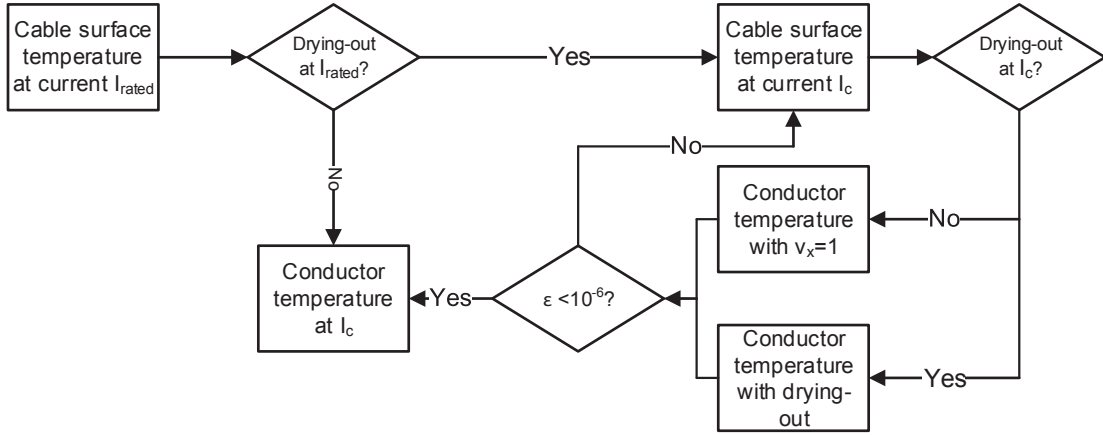 Cable surface
temperature
at current I_rated
Drying-out
at I_rated?
Yes
Cable surface
temperature
at current I_c
Drying-out
at I_c?
No
No
Conductor
temperature
with v_x=1
No
Conductor
temperature
at I_c
Yes
ε <10^-6?
Conductor
temperature
with drying-
out
Yes